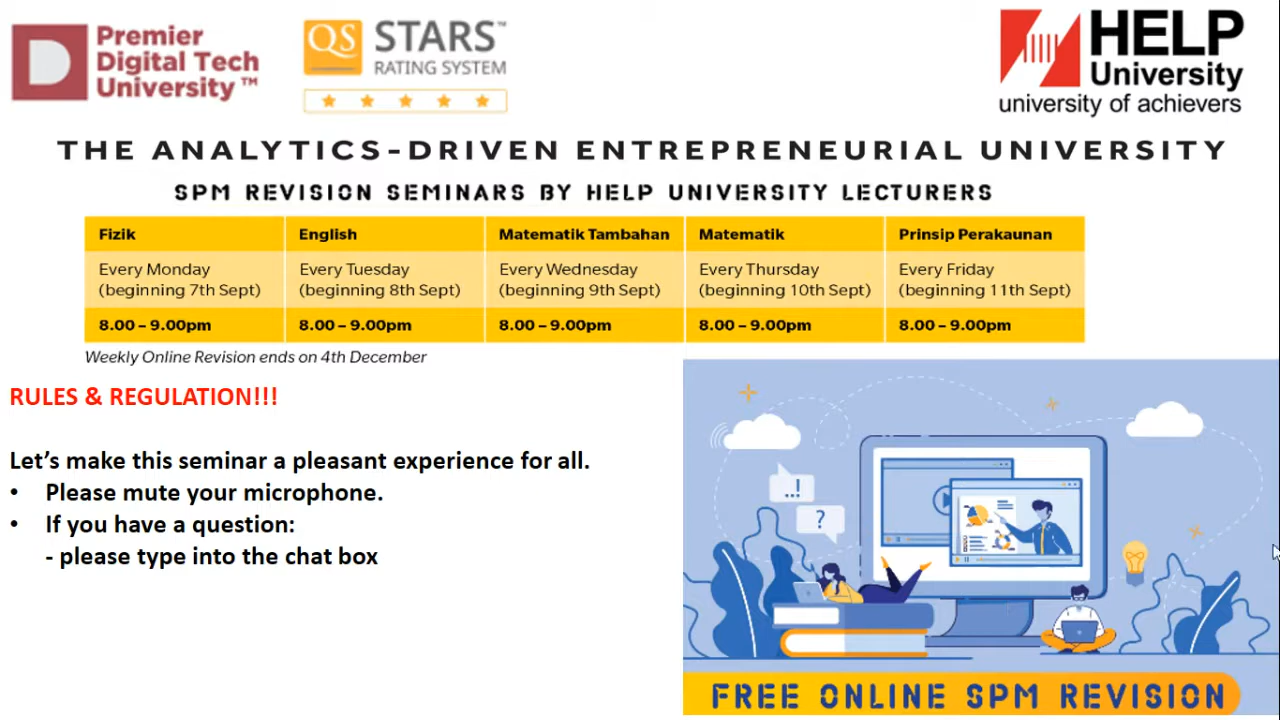 Premier
Digital Tech
University™
QS STARS™
RATING SYSTEM
HELP
University
university of achievers
THE ANALYTICS-DRIVEN ENTREPRENEURIAL UNIVERSITY
SPM REVISION SEMINARS BY HELP UNIVERSITY LECTURERS
Fizik English Matematik Tambahan Matematik Prinsip Perakaunan
Every Monday Every Tuesday Every Wednesday Every Thursday Every Friday
(beginning 7th Sept) (beginning 8th Sept) (beginning 9th Sept) (beginning 10th Sept) (beginning 11th Sept)
8.00 – 9.00pm 8.00 – 9.00pm 8.00 – 9.00pm 8.00 – 9.00pm 8.00 – 9.00pm
Weekly Online Revision ends on 4th December
RULES & REGULATION!!!
Let's make this seminar a pleasant experience for all.
• Please mute your microphone.
• If you have a question:
- please type into the chat box
..!
?
FREE ONLINE SPM REVISION